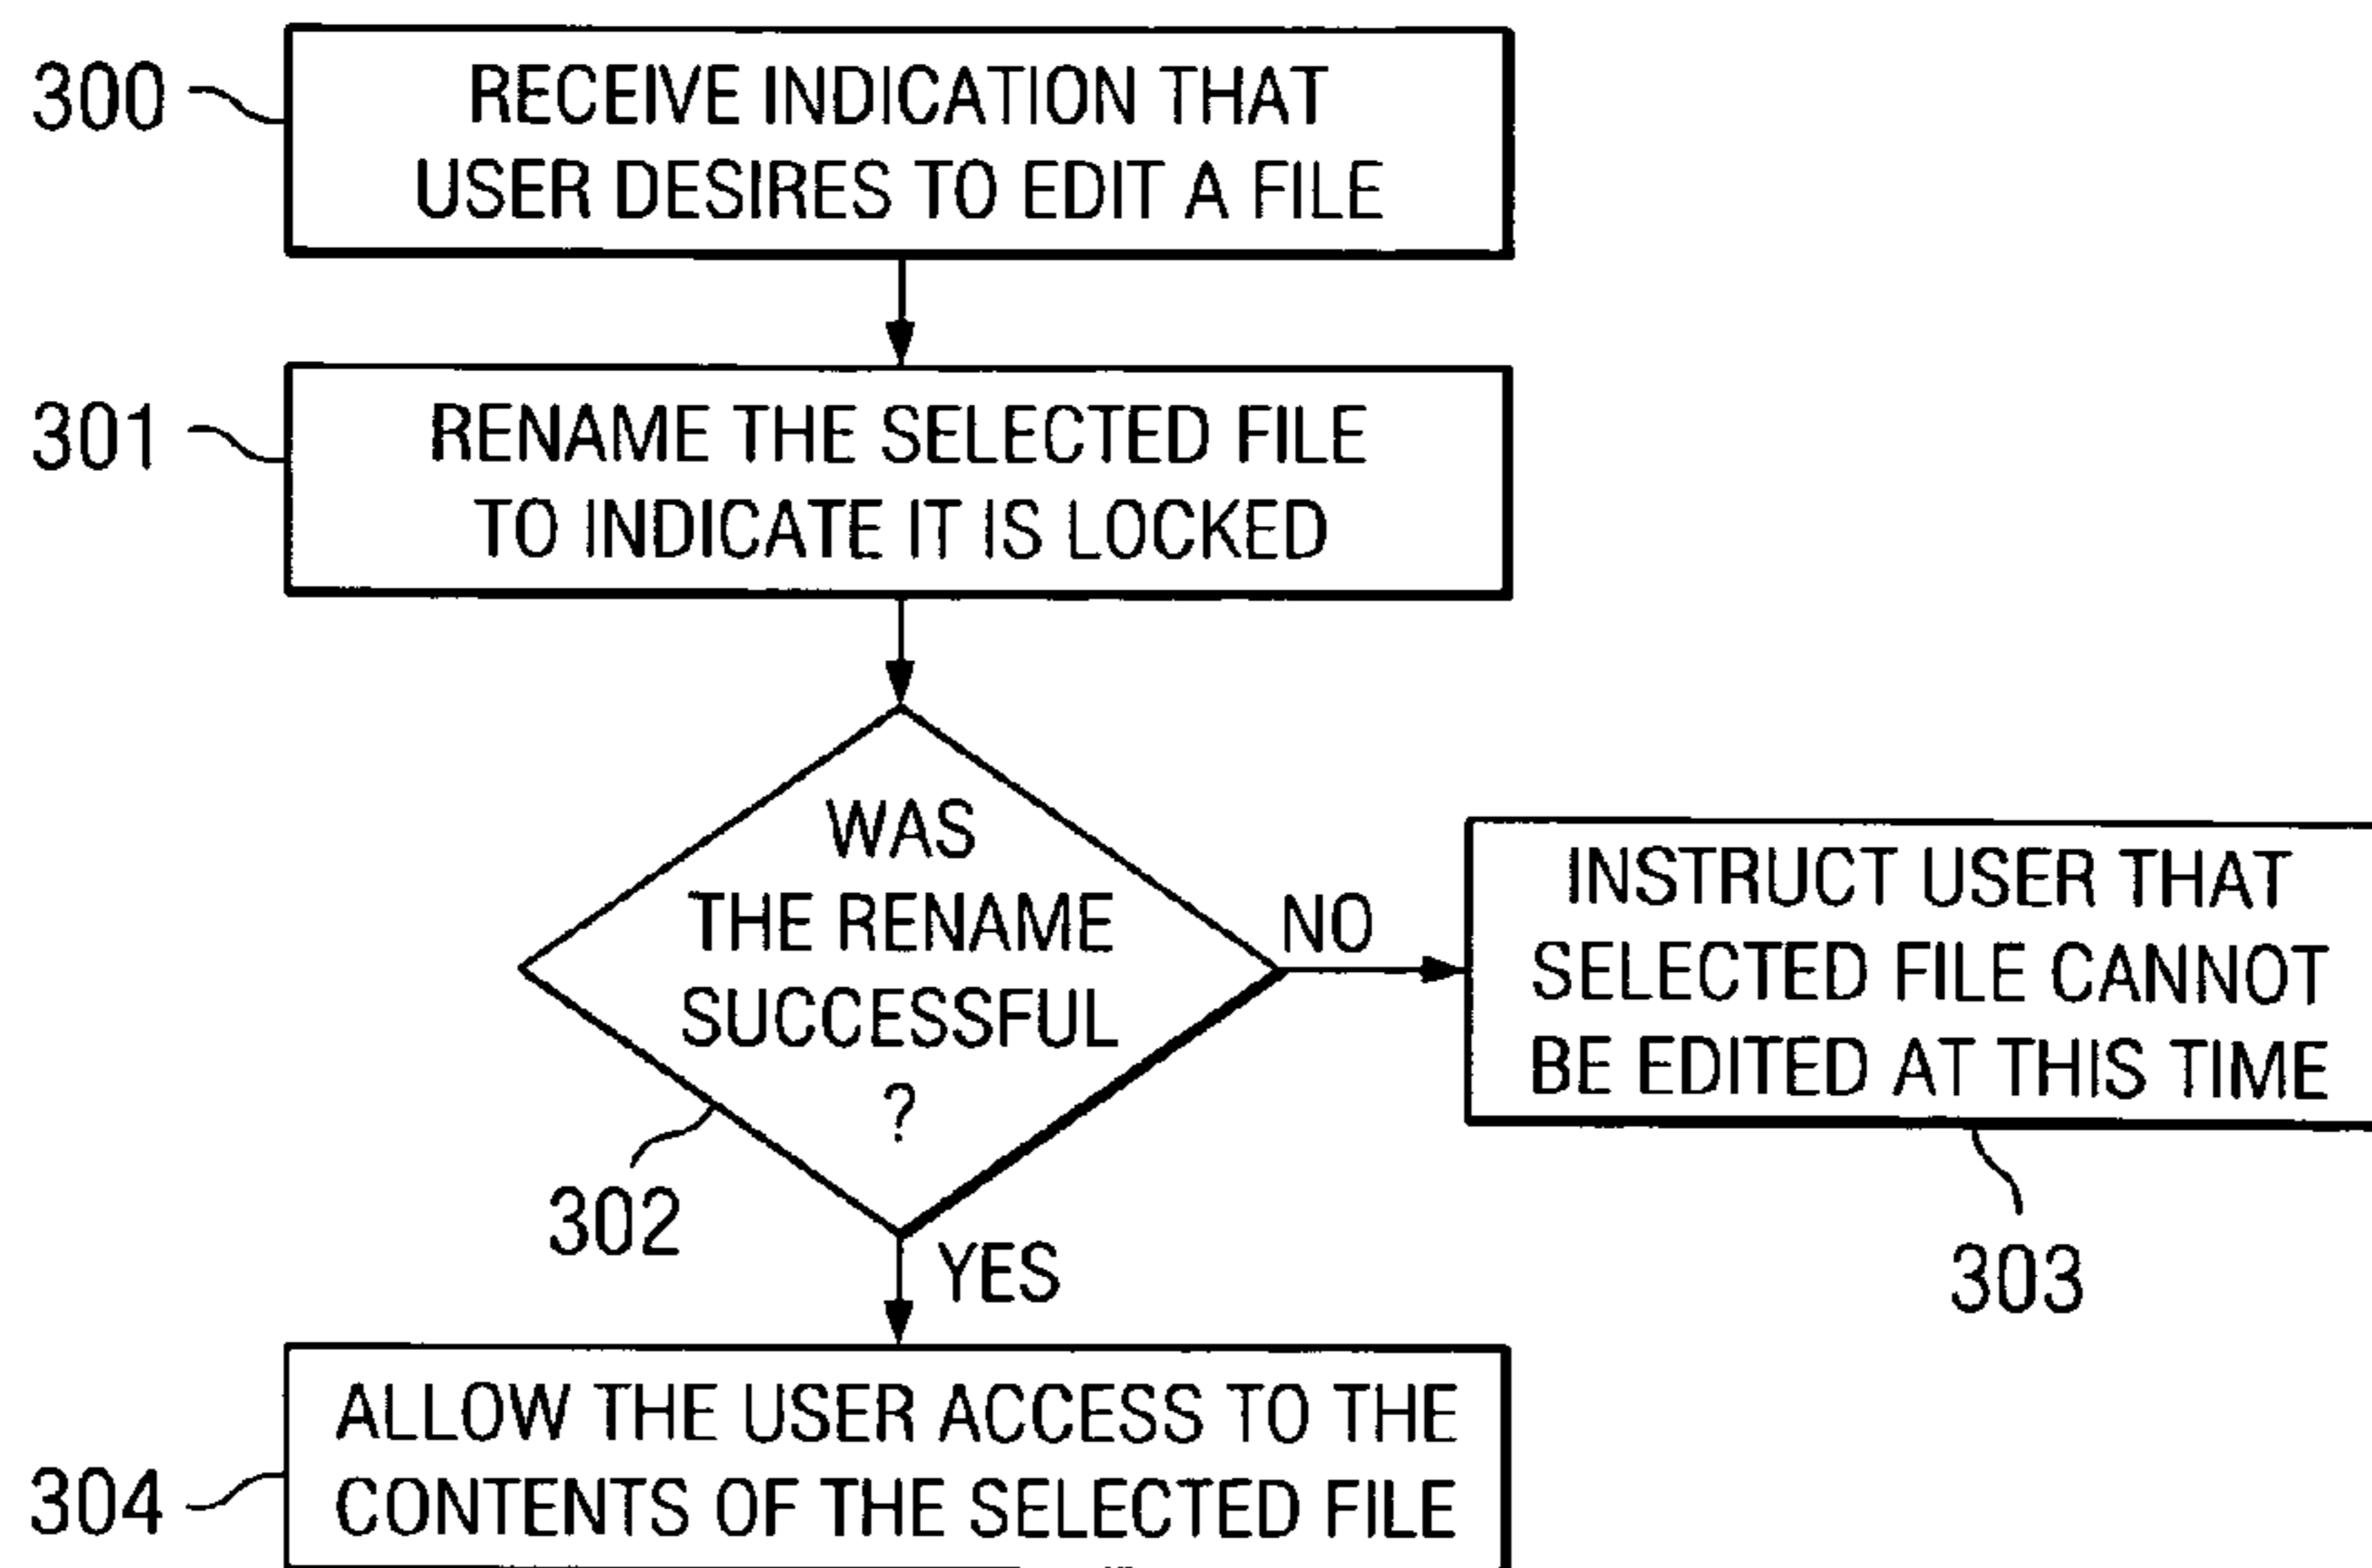 300
RECEIVE INDICATION THAT
USER DESIRES TO EDIT A FILE
301
RENAME THE SELECTED FILE
TO INDICATE IT IS LOCKED
WAS
THE RENAME
SUCCESSFUL
?
302
NO
INSTRUCT USER THAT
SELECTED FILE CANNOT
BE EDITED AT THIS TIME
303
YES
304
ALLOW THE USER ACCESS TO THE
CONTENTS OF THE SELECTED FILE